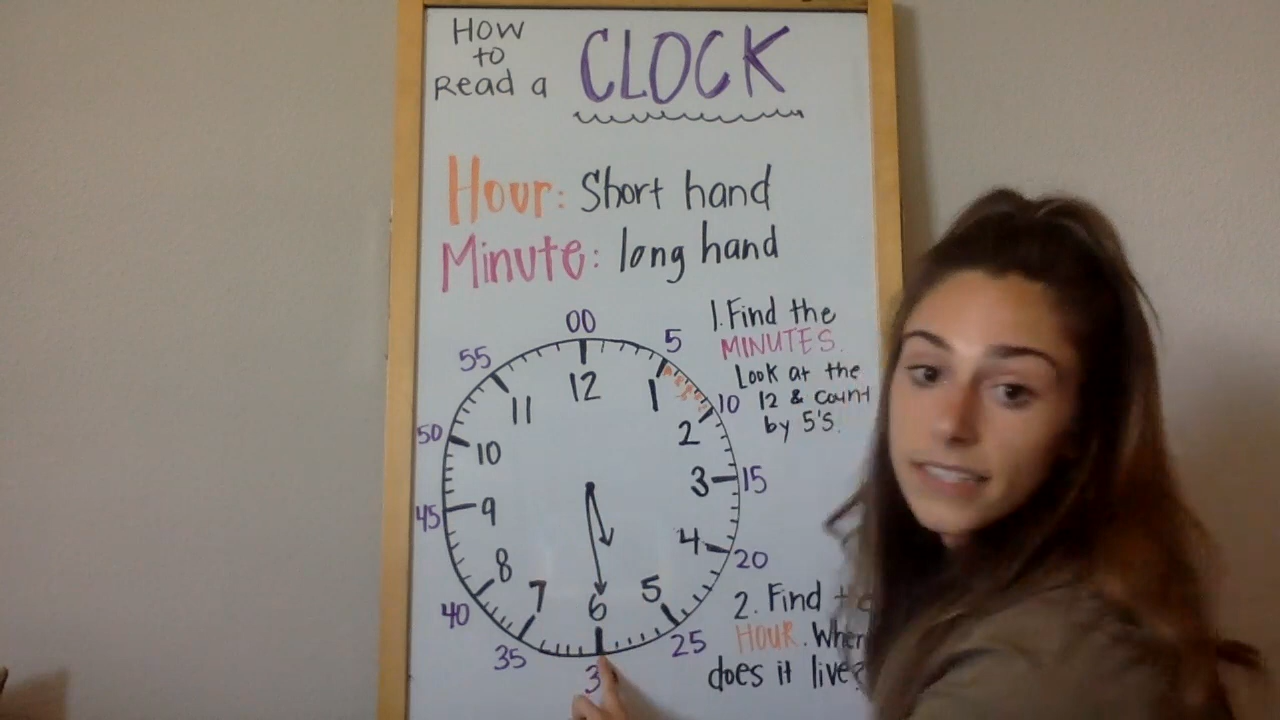 How
to
Read a
CLOCK
Hour: Short hand
Minute: long hand
1. Find the
MINUTES.
Look at the
12 & count
by 5's.
00
5
10
15
20
25
35
40
45
50
55
12
1
2
3
4
5
6
7
8
9
10
11
2. Find
HOUR.
does it live?